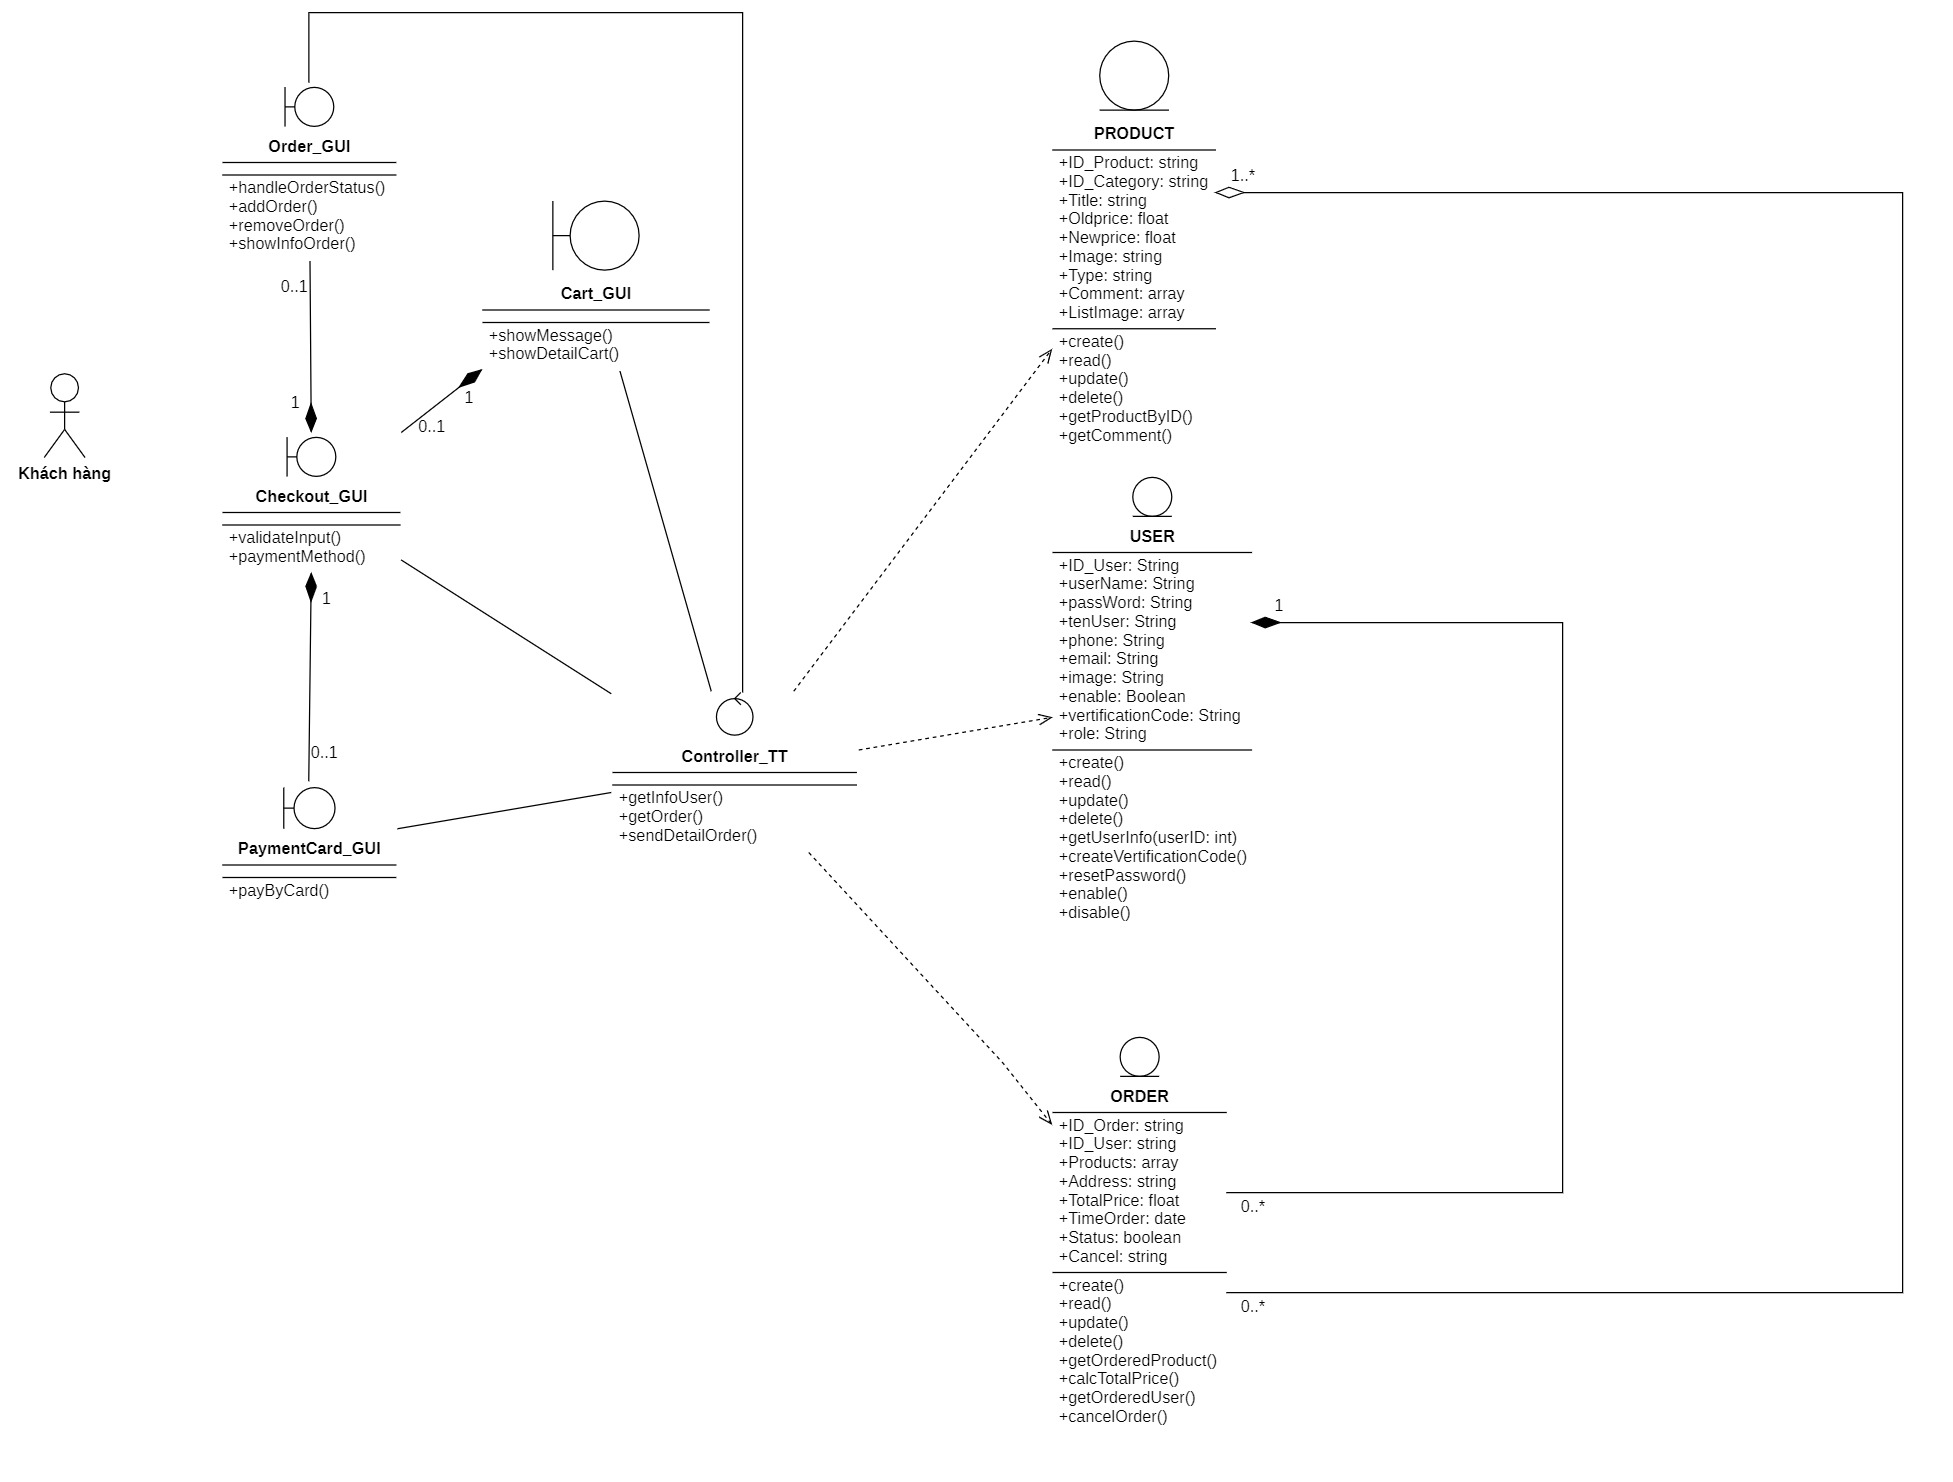 Khách hàng
Order_GUI
+handleOrderStatus()
+addOrder()
+removeOrder()
+showInfoOrder()
0..1
1
Cart_GUI
+showMessage()
+showDetailCart()
1
0..1
Checkout_GUI
+validateInput()
+paymentMethod()
1
0..1
PaymentCard_GUI
+payByCard()
Controller_TT
+getInfoUser()
+getOrder()
+sendDetailOrder()
PRODUCT
+ID_Product: string
+ID_Category: string
+Title: string
+Oldprice: float
+Newprice: float
+Image: string
+Type: string
+Comment: array
+ListImage: array
+create()
+read()
+update()
+delete()
+getProductByID()
+getComment()
1..*
USER
+ID_User: String
+userName: String
+passWord: String
+tenUser: String
+phone: String
+email: String
+image: String
+enable: Boolean
+vertificationCode: String
+role: String
+create()
+read()
+update()
+delete()
+getUserInfo(userID: int)
+createVertificationCode()
+resetPassword()
+enable()
+disable()
1
ORDER
+ID_Order: string
+ID_User: string
+Products: array
+Address: string
+TotalPrice: float
+TimeOrder: date
+Status: boolean
+Cancel: string
+create()
+read()
+update()
+delete()
+getOrderedProduct()
+calcTotalPrice()
+getOrderedUser()
+cancelOrder()
0..*
0..*